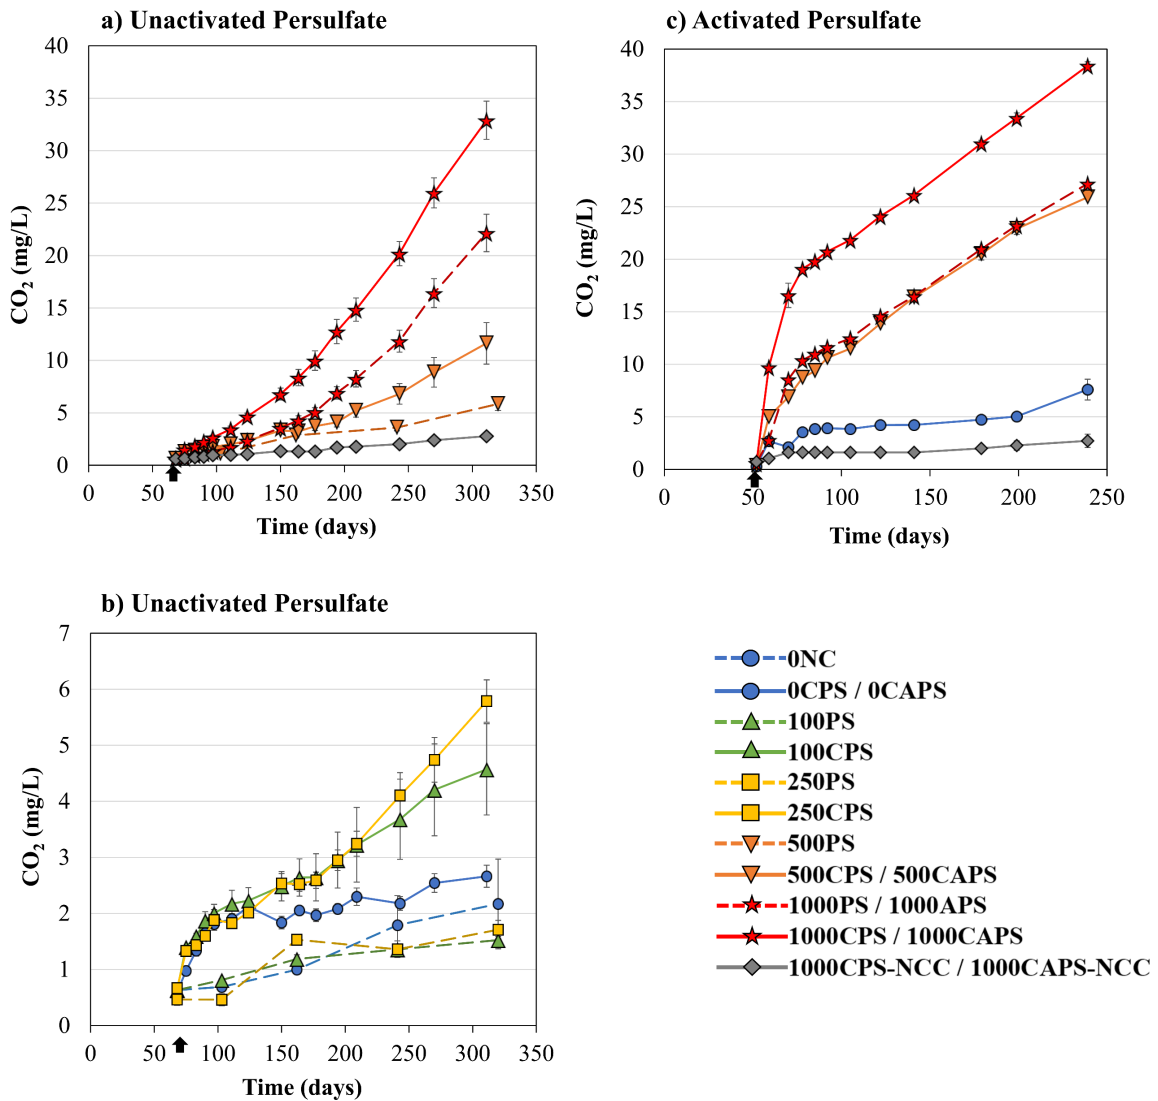 a) Unactivated Persulfate
40
35
30
25
20
15
10
5
0
CO2 (mg/L)
0 50 100 150 200 250 300 350
Time (days)
c) Activated Persulfate
40
35
30
25
20
15
10
5
0
CO2 (mg/L)
0 50 100 150 200 250
Time (days)
b) Unactivated Persulfate
7
6
5
4
3
2
1
0
CO2 (mg/L)
0 50 100 150 200 250 300 350
Time (days)
0NC
0CPS / 0CAPS
100PS
100CPS
250PS
250CPS
500PS
500CPS / 500CAPS
1000PS / 1000APS
1000CPS / 1000CAPS
1000CPS-NCC / 1000CAPS-NCC